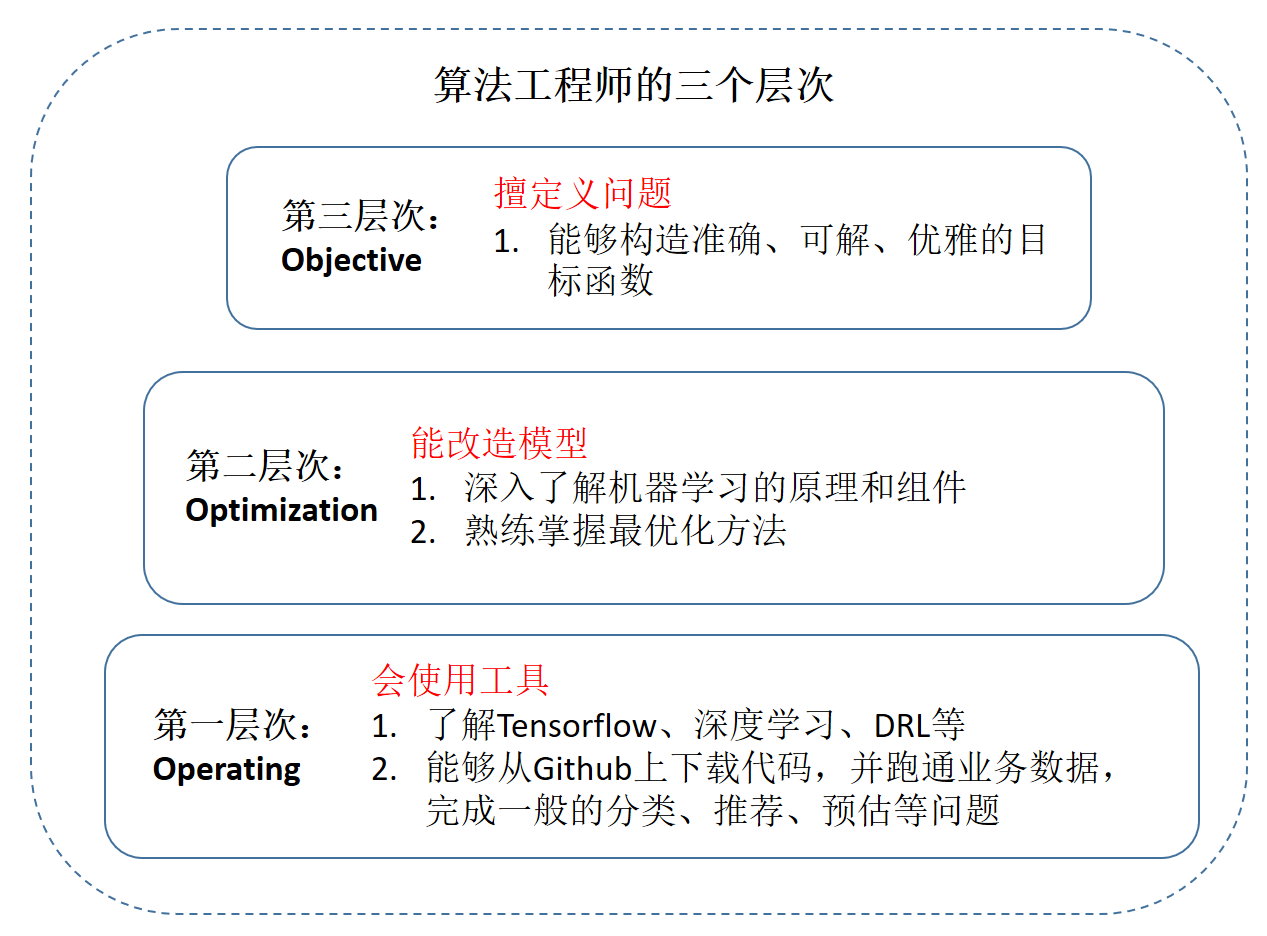 算法工程师的三个层次
第三层次：
Objective
擅定义问题
1. 能够构造准确、可解、优雅的目
标函数
第二层次：
Optimization
能改造模型
1. 深入了解机器学习的原理和组件
2. 熟练掌握最优化方法
第一层次：
Operating
会使用工具
1. 了解Tensorflow、深度学习、DRL等
2. 能够从Github上下载代码，并跑通业务数据，
完成一般的分类、推荐、预估等问题